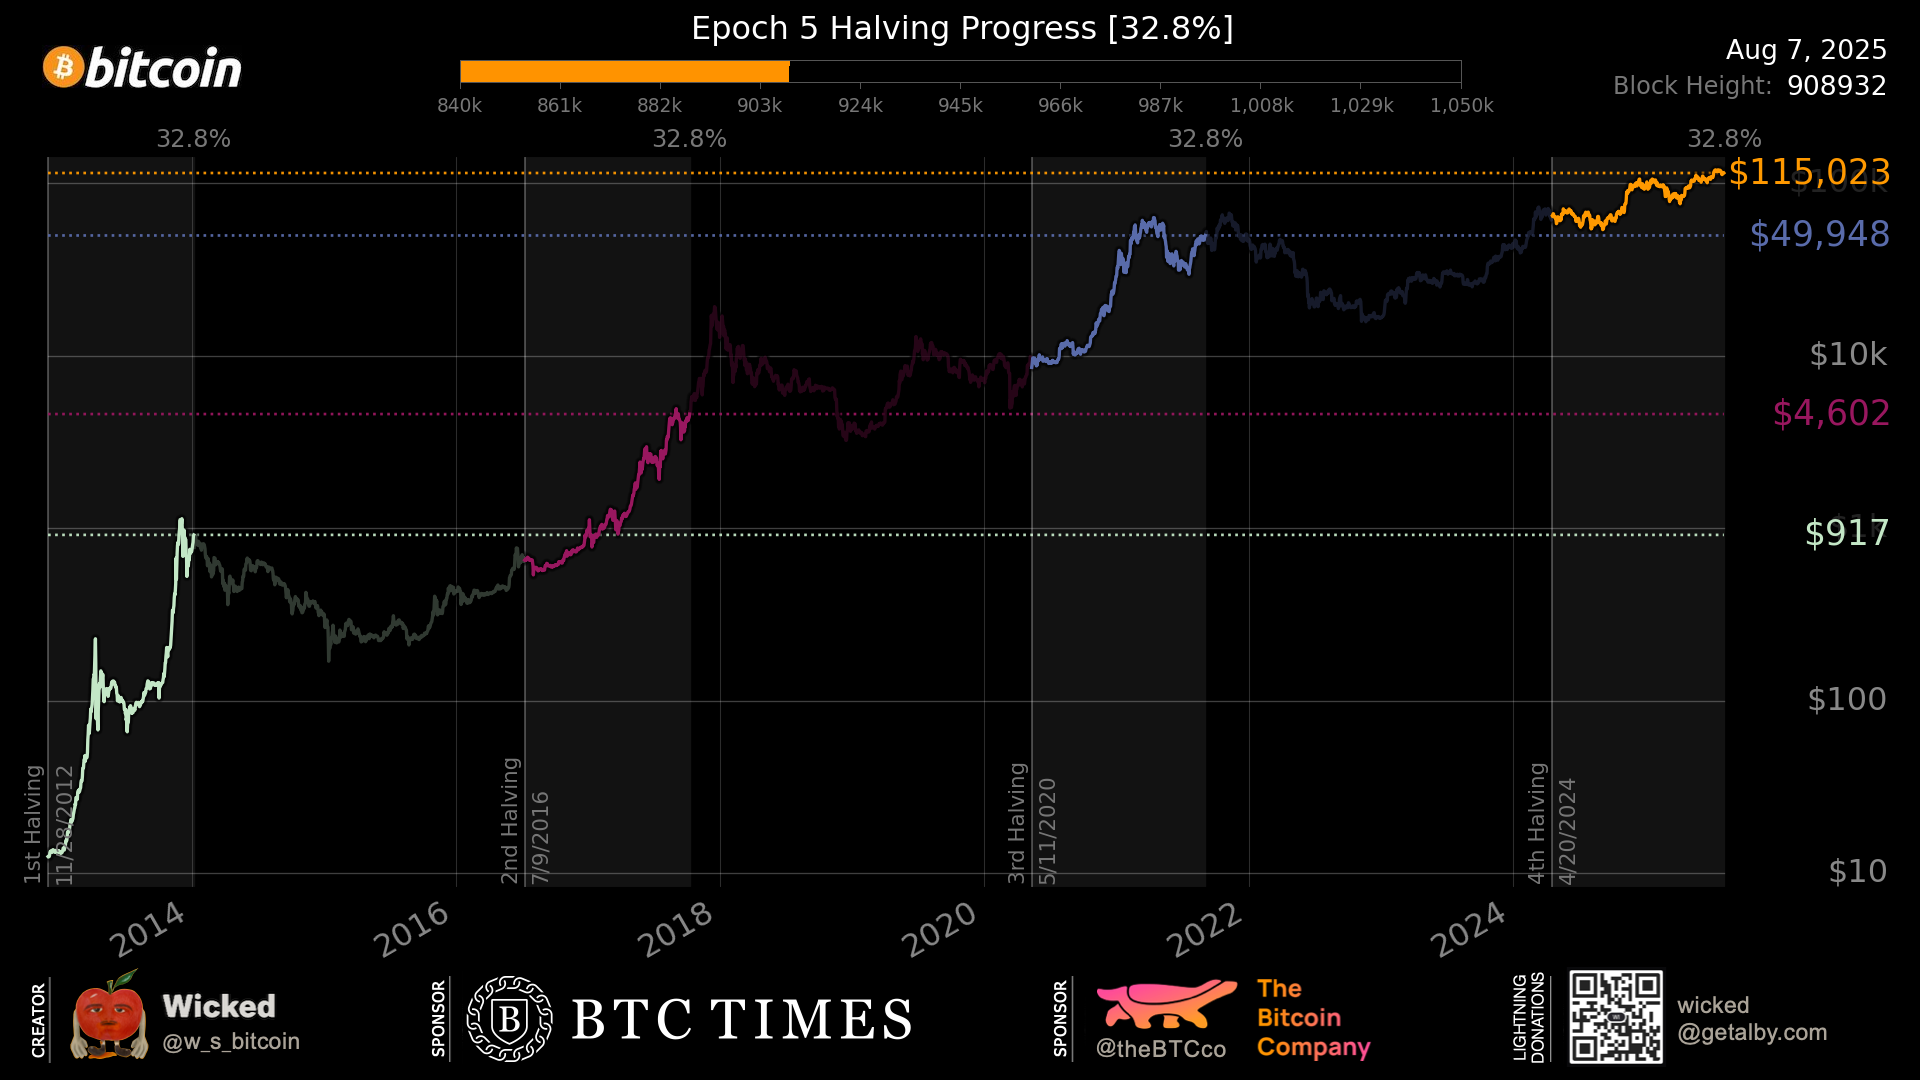 Epoch 5 Halving Progress [32.8%]
bitcoin
Aug 7, 2025
Block Height: 908932
840k 861k 882k 903k 924k 945k 966k 987k 1,008k 1,029k 1,050k
32.8% 32.8% 32.8% 32.8%
$115,023
$100k
$49,948
$10k
$4,602
$1k
$917
$100
$10
1st Halving
11/28/2012
2nd Halving
7/9/2016
3rd Halving
5/11/2020
4th Halving
4/20/2024
2014 2016 2018 2020 2022 2024
CREATOR
Wicked
@w_s_bitcoin
SPONSOR
B
BTC TIMES
SPONSOR
@theBTCco
The
Bitcoin
Company
LIGHTNING
DONATIONS
wicked
@getalby.com